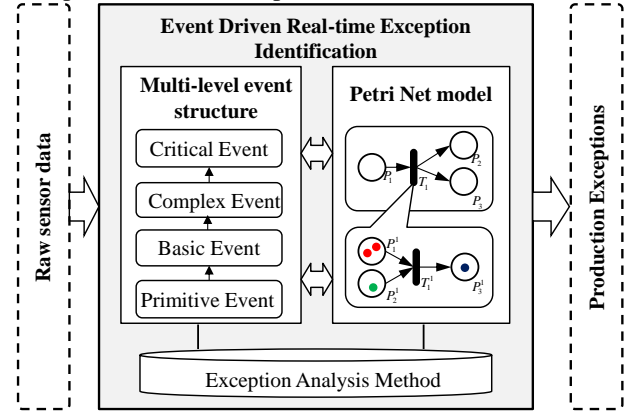 Event Driven Real-time Exception
Identification
Raw sensor data
Multi-level event
structure
Critical Event
Complex Event
Basic Event
Primitive Event
Petri Net model
P₁
T₁
P₂
P₃
P₁¹
P₂¹
T₁¹
P₃¹
Exception Analysis Method
Production Exceptions